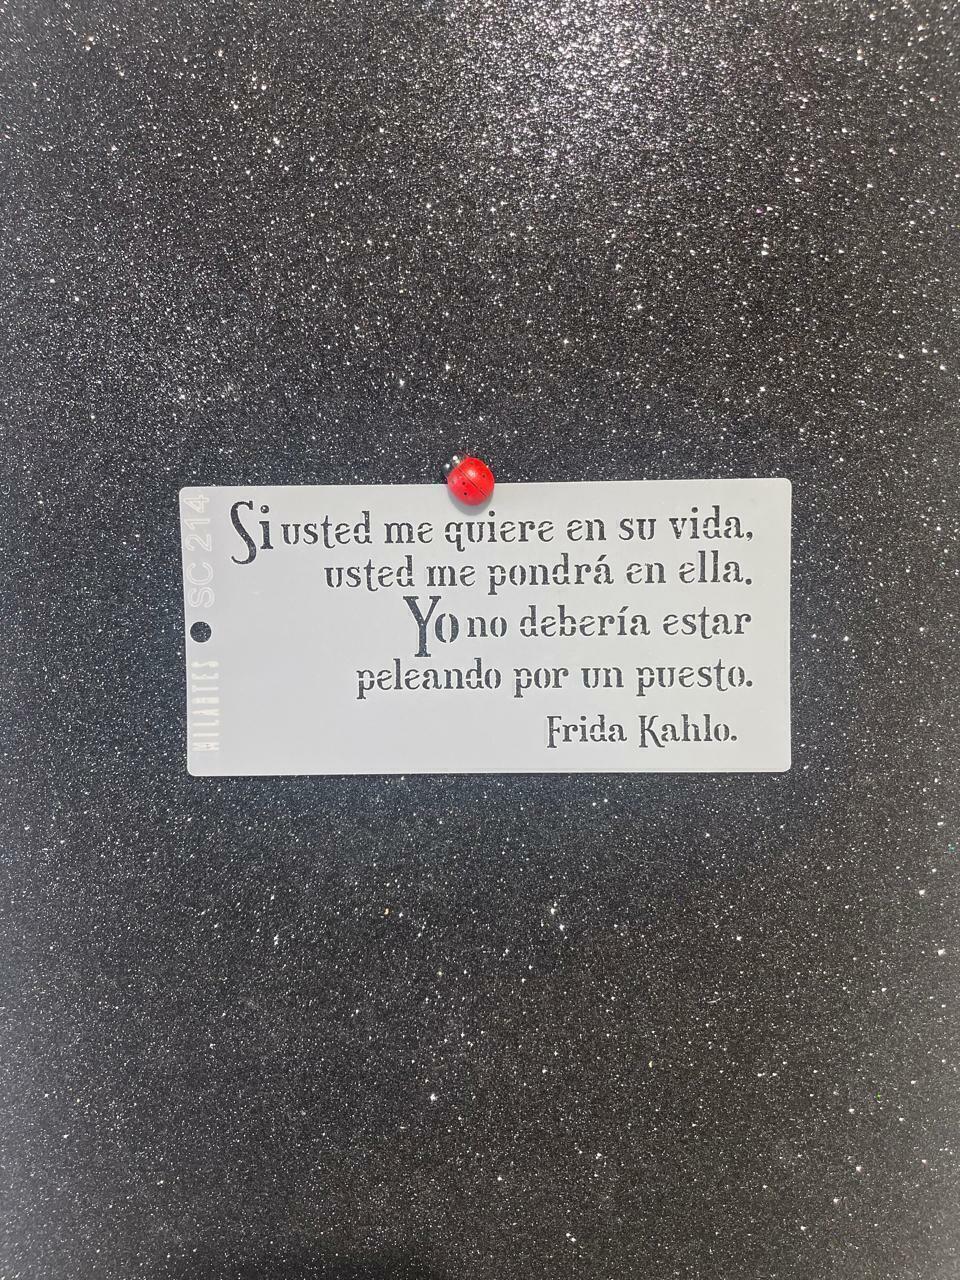 Si usted me quiere en su vida,
usted me pondrá en ella.
Yo no debería estar
peleando por un puesto.
Frida Kahlo.
SC 214
MILARTES